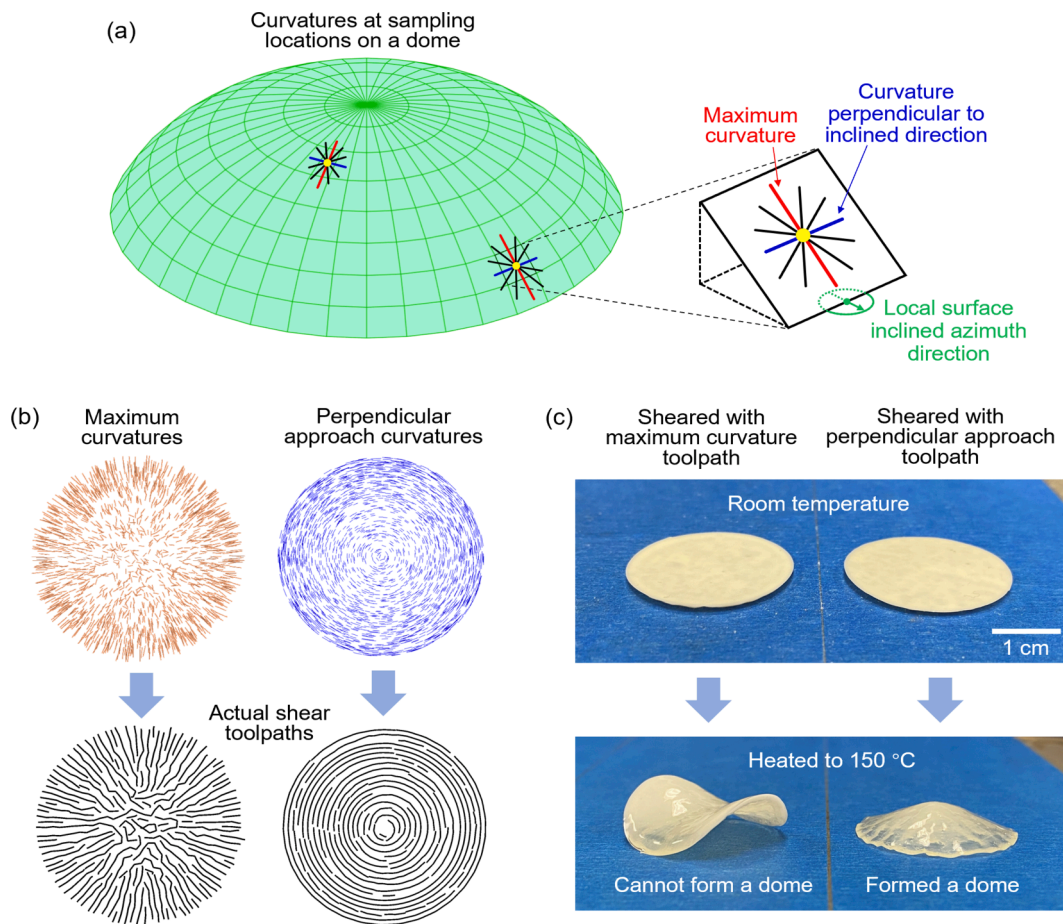 (a)
Curvatures at sampling
locations on a dome
Maximum
curvature
Curvature
perpendicular to
inclined direction
Local surface
inclined azimuth
direction
(b)
Maximum
curvatures
Perpendicular
approach curvatures
Actual shear
toolpaths
(c)
Sheared with
maximum curvature
toolpath
Sheared with
perpendicular approach
toolpath
Room temperature
1 cm
Heated to 150 °C
Cannot form a dome
Formed a dome